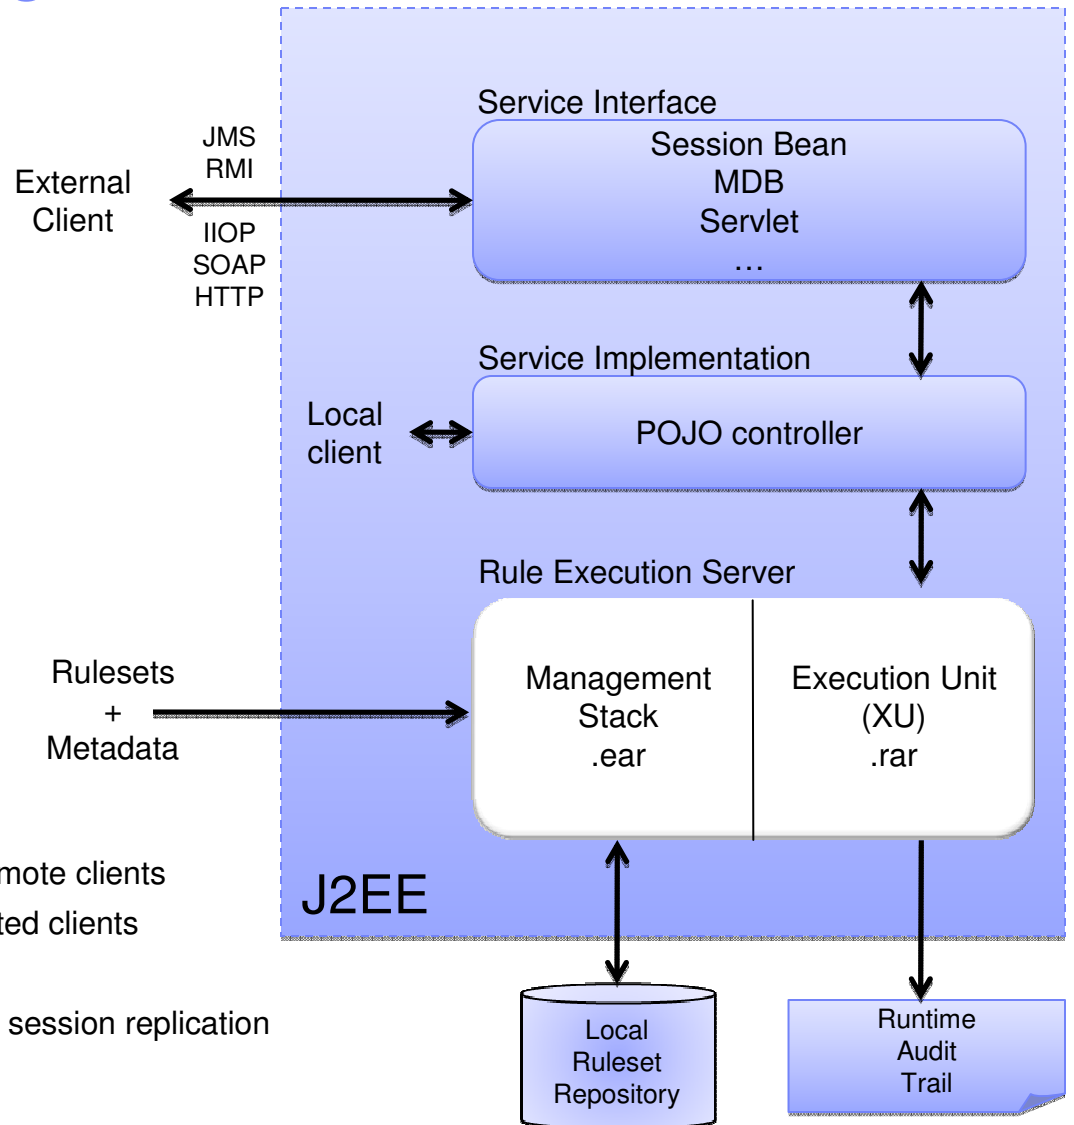 Service Interface
Session Bean
MDB
Servlet
...
JMS
RMI
External
Client
IIOP
SOAP
HTTP
Service Implementation
POJO controller
Local
client
Rule Execution Server
Management
Stack
.ear
Execution Unit
(XU)
.rar
Rulesets
+
Metadata
mote clients
ted clients
session replication
J2EE
Local
Ruleset
Repository
Runtime
Audit
Trail